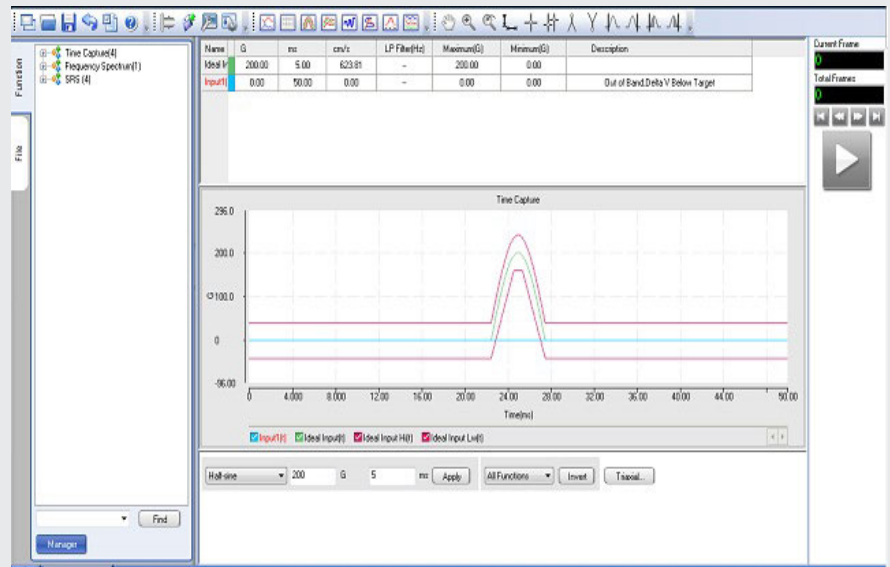 Function
File
Time Capture(4)
Frequency Spectrum(1)
SRS (4)
Find
Manager
Name G ms cm/s LP Filter(Hz) Maximum(G) Minimum(G) Description
Ideal 200.00 5.00 623.81 - 200.00 0.00
Input1( 0.00 50.00 0.00 - 0.00 0.00 Out of Band.Delta V Below Target
Time Capture
296.0
200.0
G 100.0
0
-96.00
0 4.000 8.000 12.00 16.00 20.00 24.00 28.00 32.00 36.00 40.00 44.00 50.00
Time(ms)
Input1(t) Ideal Input(t) Ideal Input Hi(t) Ideal Input Lw(t)
Half-sine 200 G 5 ms Apply All Functions Invert Triaxial...
Current Frame
0
Total Frames
0